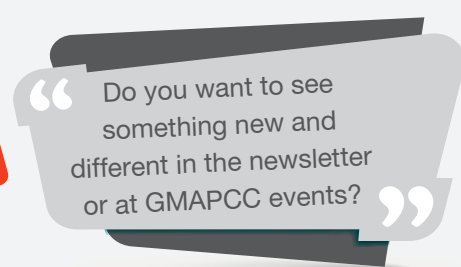 “ Do you want to see
something new and
different in the newsletter
or at GMAPCC events? ”